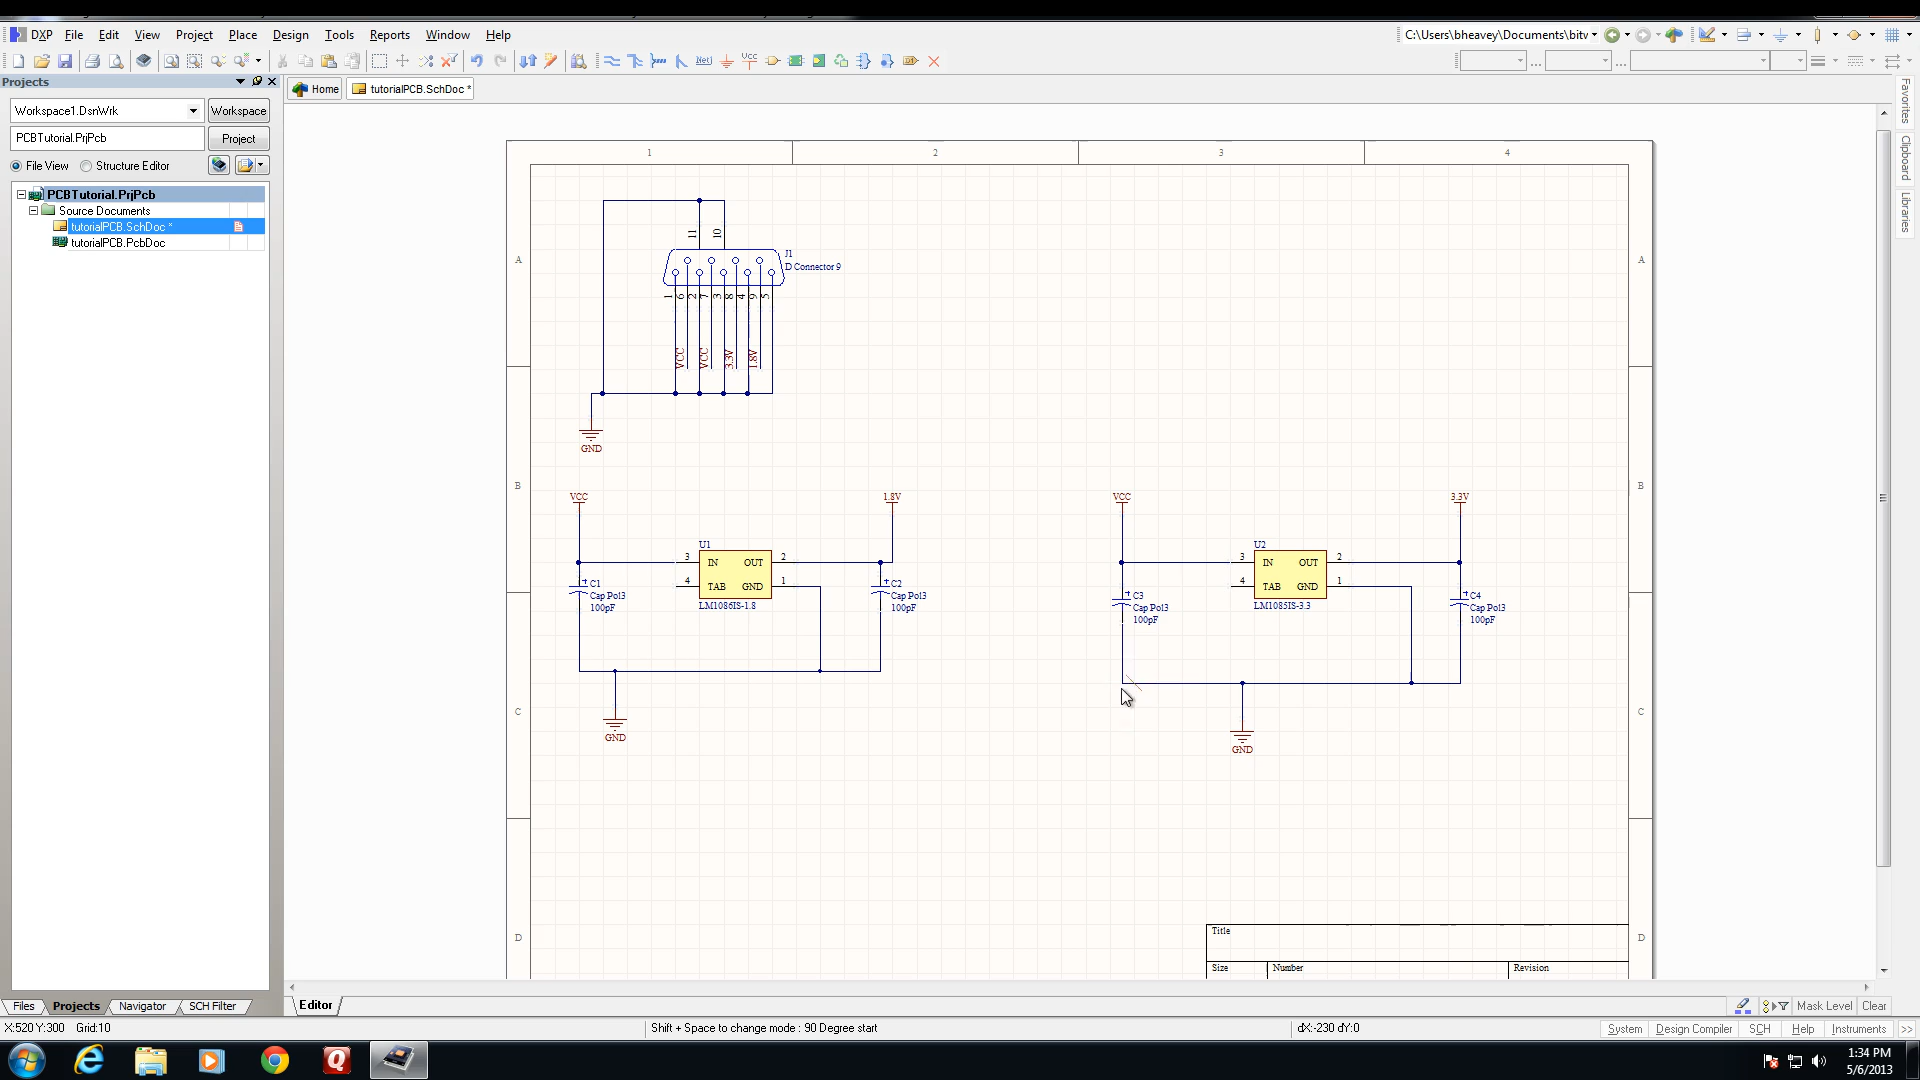 DXP File Edit View Project Place Design Tools Reports Window Help
C:\Users\bheavey\Documents\bitv
Projects
Home tutorialPCB.SchDoc *
Workspace1.DsnWrk Workspace
PCBTutorial.PrjPcb Project
File View Structure Editor
PCBTutorial.PrjPcb
Source Documents
tutorialPCB.SchDoc *
tutorialPCB.PcbDoc
Favorites
Clipboard
Libraries
1 2 3 4
A A
11 10
J1
D Connector 9
1 6 2 7 3 8 4 9 5
VCC VCC 3.3V 1.8V
GND
B B
VCC 1.8V VCC 3.3V
U1 U2
3 IN OUT 2
4 TAB GND 1
LM1086IS-1.8
3 IN OUT 2
4 TAB GND 1
LM1085IS-3.3
C1
Cap Pol3
100pF
C2
Cap Pol3
100pF
C3
Cap Pol3
100pF
C4
Cap Pol3
100pF
C C
GND GND
D D
Title
Size Number Revision
Files Projects Navigator SCH Filter
Editor
Mask Level Clear
X:520 Y:300 Grid:10
Shift + Space to change mode : 90 Degree start
dX:-230 dY:0
System Design Compiler SCH Help Instruments >>
1:34 PM
5/6/2013